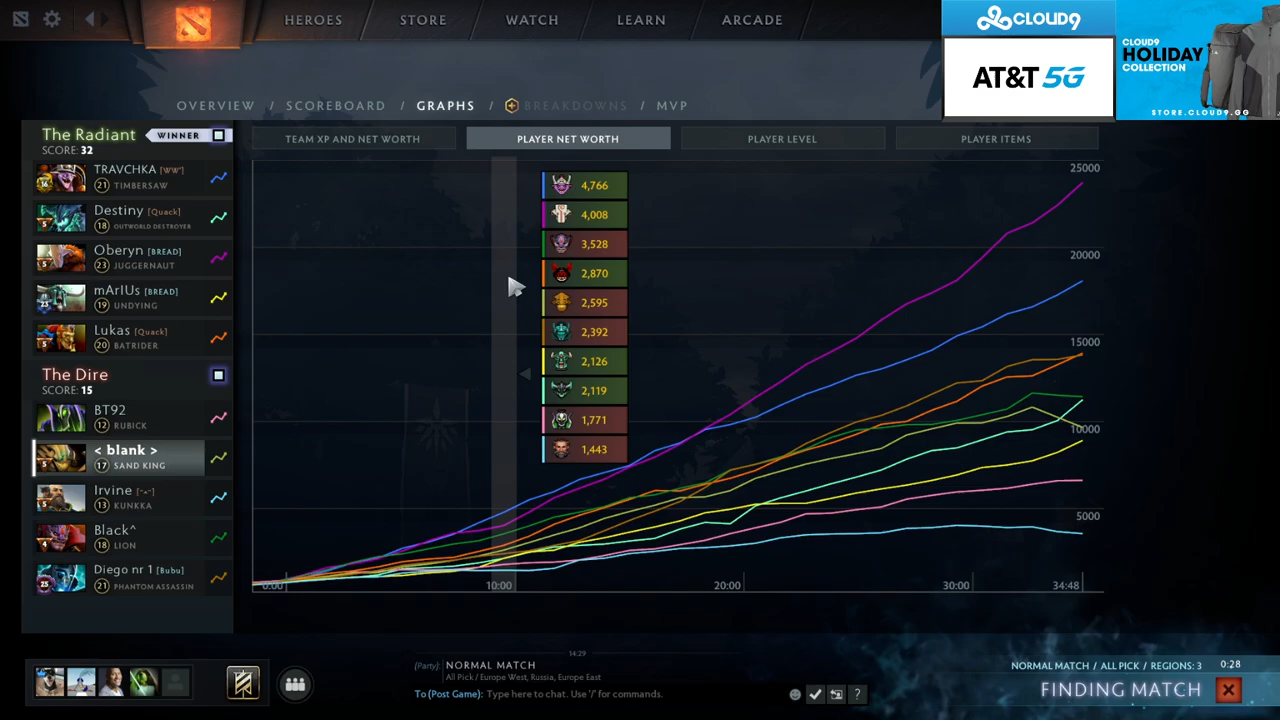 HEROES
STORE
WATCH
LEARN
ARCADE
CLOUD9
AT&T 5G
CLOUD9
HOLIDAY
COLLECTION
STORE.CLOUD9.GG
OVERVIEW / SCOREBOARD / GRAPHS / BREAKDOWNS / MVP
The Radiant
WINNER
SCORE: 32
TRAVCHKA [WW]
21 TIMBERSAW
Destiny [Quack]
18 OUTWORLD DESTROYER
Oberyn [BREAD]
23 JUGGERNAUT
mArIUs [BREAD]
19 UNDYING
Lukas [Quack]
20 BATRIDER
The Dire
SCORE: 15
BT92
12 RUBICK
< blank >
17 SAND KING
Irvine
13 KUNKKA
Black^
18 LION
Diego nr 1 [Bubu]
21 PHANTOM ASSASSIN
TEAM XP AND NET WORTH
PLAYER NET WORTH
PLAYER LEVEL
PLAYER ITEMS
4,766
4,008
3,528
2,870
2,595
2,392
2,126
2,119
1,771
1,443
25000
20000
15000
10000
5000
0:00
10:00
20:00
30:00
34:48
14:29
(Party) NORMAL MATCH
All Pick / Europe West, Russia, Europe East
To (Post Game): Type here to chat. Use '/' for commands.
?
NORMAL MATCH / ALL PICK / REGIONS: 3
0:28
FINDING MATCH